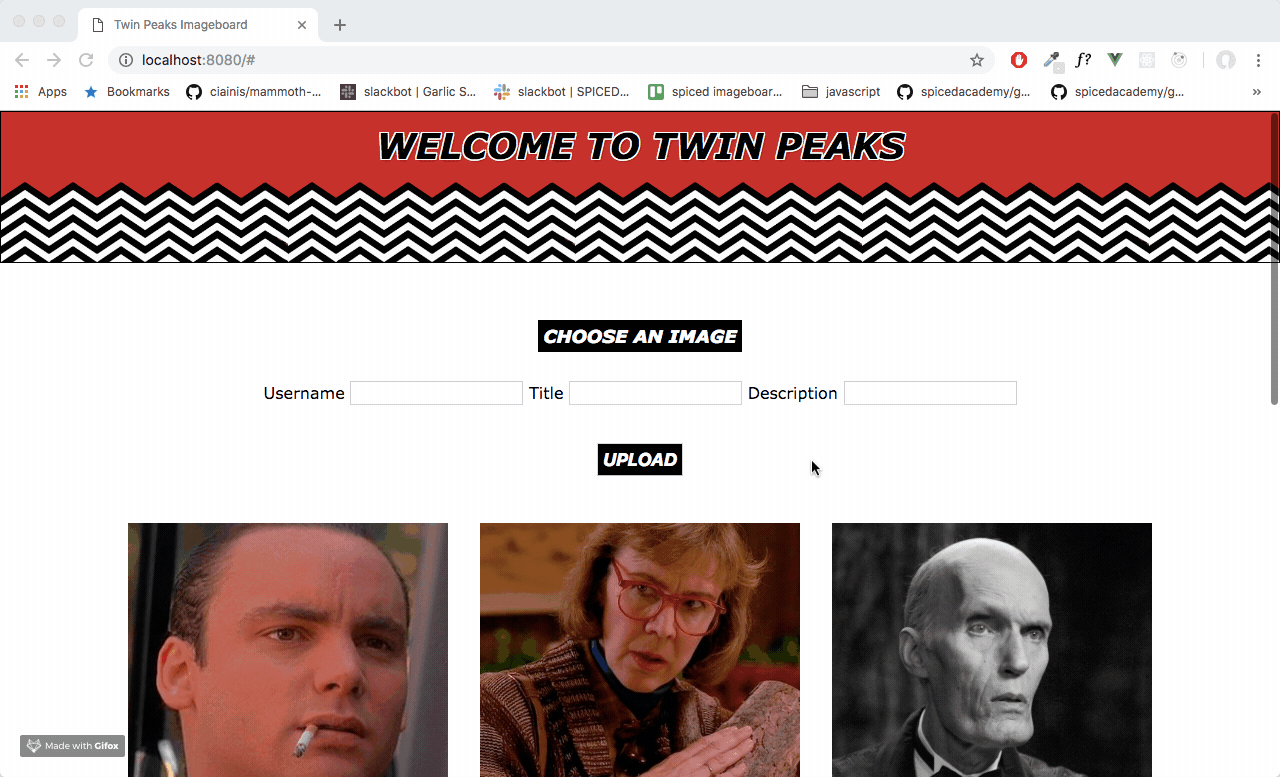 Twin Peaks Imageboard
localhost:8080/#
f?
Apps Bookmarks ciainis/mammoth-... slackbot | Garlic S... slackbot | SPICED... spiced imageboar... javascript spicedacademy/g... spicedacademy/g... »
WELCOME TO TWIN PEAKS
CHOOSE AN IMAGE
Username Title Description
UPLOAD
Made with Gifox